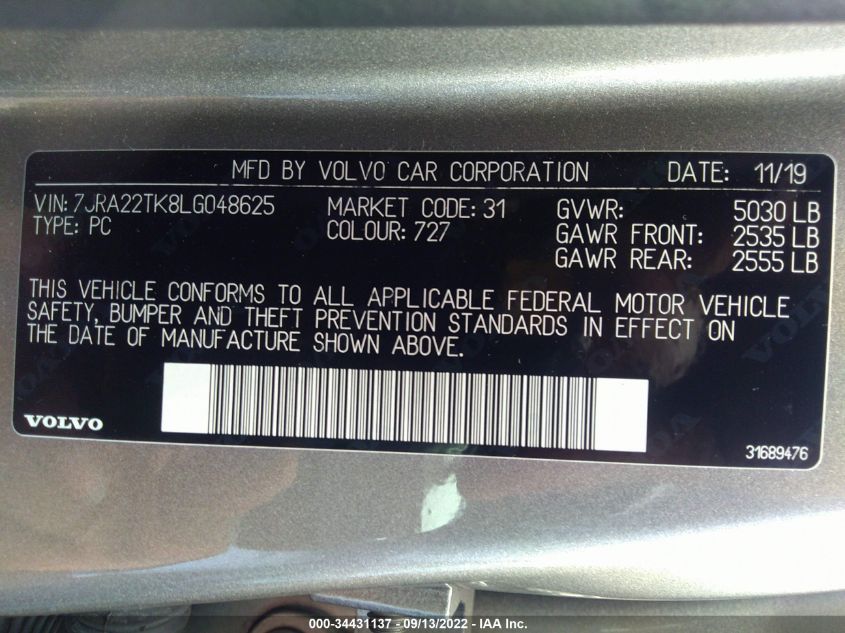 MFD BY VOLVO CAR CORPORATION DATE: 11/19
VIN: 7JRA22TK8LG048625 MARKET CODE: 31 GVWR: 5030 LB
TYPE: PC COLOUR: 727 GAWR FRONT: 2535 LB
GAWR REAR: 2555 LB
THIS VEHICLE CONFORMS TO ALL APPLICABLE FEDERAL MOTOR VEHICLE
SAFETY, BUMPER AND THEFT PREVENTION STANDARDS IN EFFECT ON
THE DATE OF MANUFACTURE SHOWN ABOVE.
VOLVO
31689476
000-34431137 - 09/13/2022 - IAA Inc.